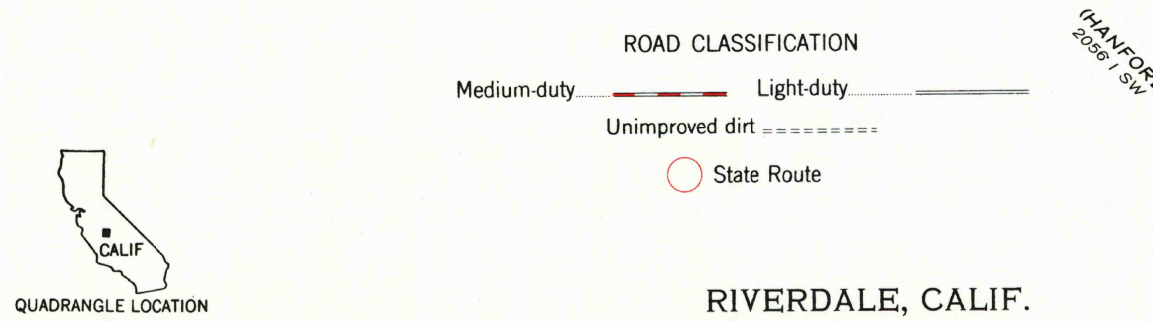 ROAD CLASSIFICATION
Medium-duty Light-duty
Unimproved dirt
State Route
2056 I SW
CALIF
QUADRANGLE LOCATION
RIVERDALE, CALIF.